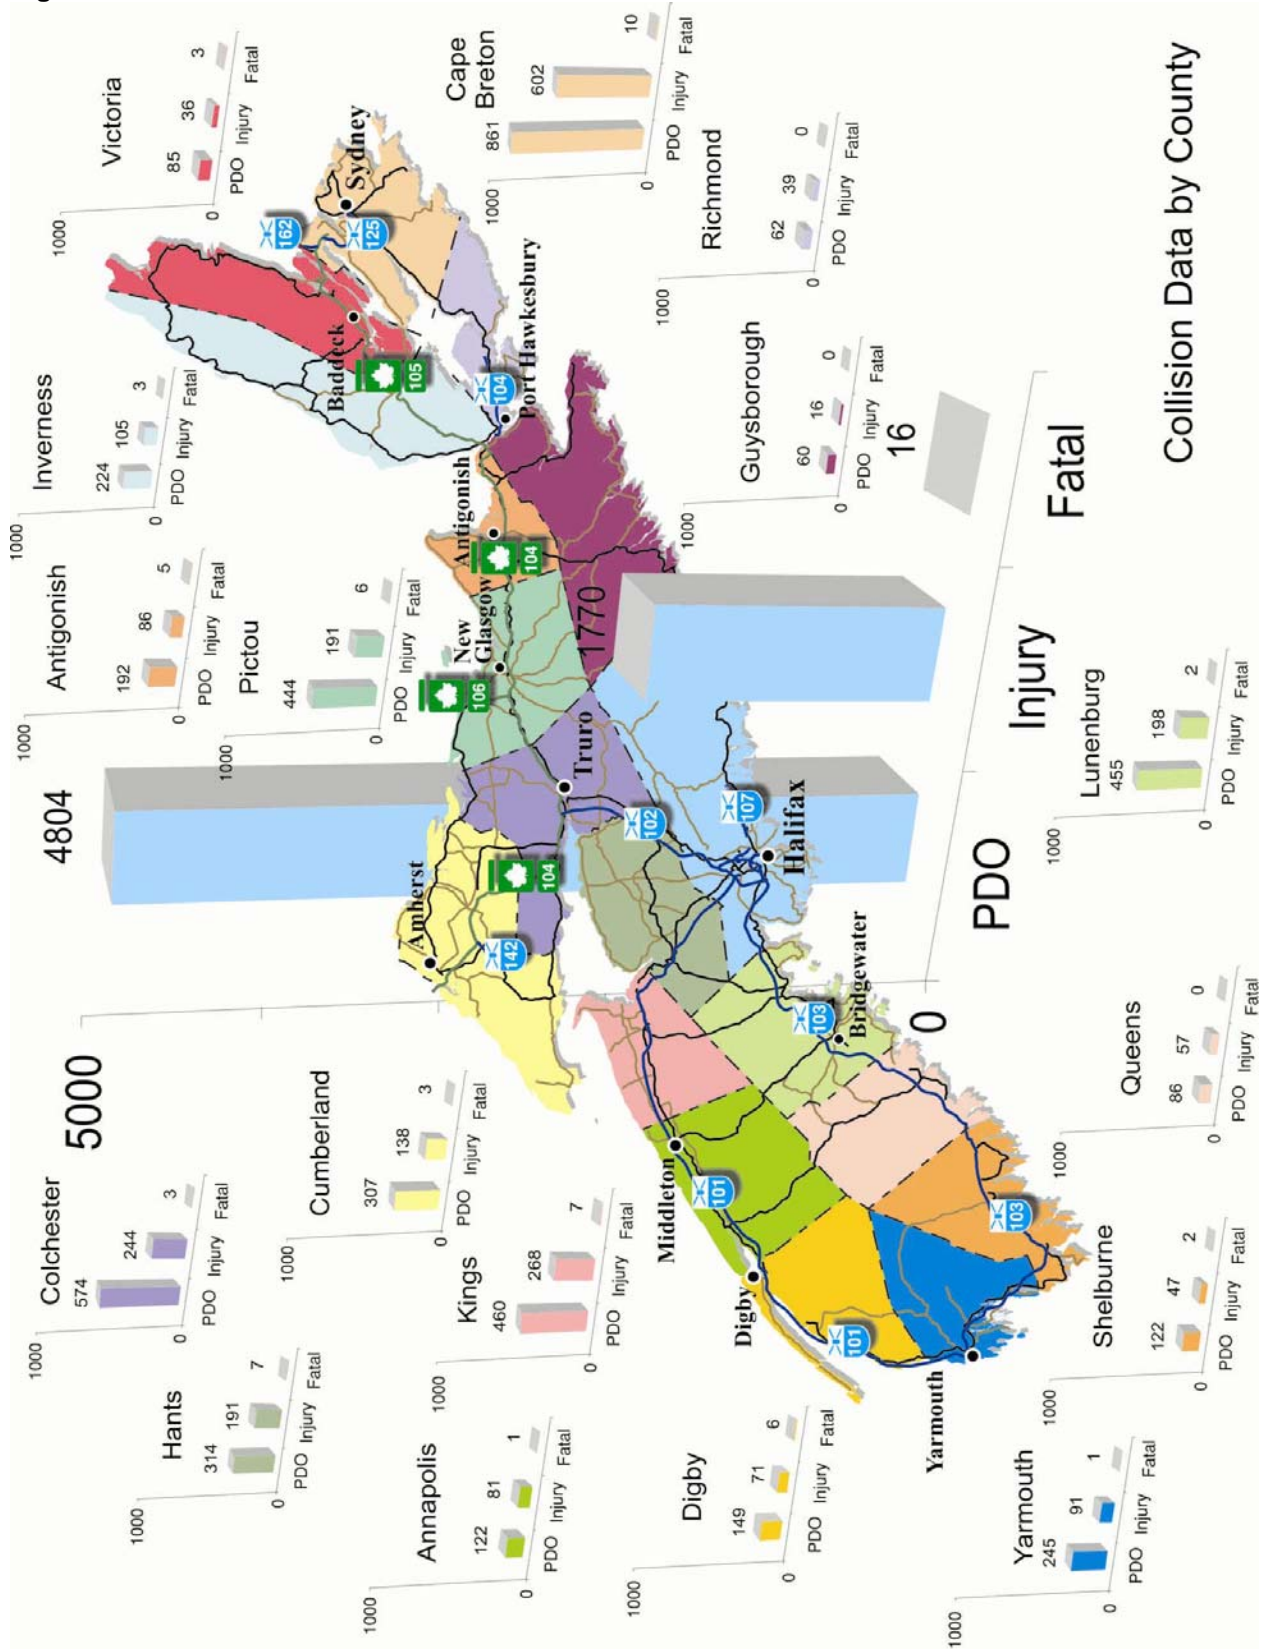 Collision Data by County
Hants
1000
0
314
191
7
PDO
Injury
Fatal
Colchester
1000
0
574
244
3
PDO
Injury
Fatal
5000
4804
1770
16
0
PDO
Injury
Fatal
Antigonish
1000
0
192
86
5
PDO
Injury
Fatal
Inverness
1000
0
224
105
3
PDO
Injury
Fatal
Victoria
1000
0
85
36
3
PDO
Injury
Fatal
Annapolis
1000
0
122
81
1
PDO
Injury
Fatal
Kings
1000
0
460
268
7
PDO
Injury
Fatal
Cumberland
1000
0
307
138
3
PDO
Injury
Fatal
Pictou
1000
0
444
191
6
PDO
Injury
Fatal
Cape
Breton
1000
0
861
602
10
PDO
Injury
Fatal
Digby
1000
0
149
71
6
PDO
Injury
Fatal
Richmond
1000
0
62
39
0
PDO
Injury
Fatal
Guysborough
1000
0
60
16
0
PDO
Injury
Fatal
Yarmouth
1000
0
245
91
1
PDO
Injury
Fatal
Shelburne
1000
0
122
47
2
PDO
Injury
Fatal
Queens
1000
0
86
57
0
PDO
Injury
Fatal
Lunenburg
1000
0
455
198
2
PDO
Injury
Fatal
Amherst
142
104
Truro
102
New
Glasgow
106
Antigonish
104
Baddeck
105
162
125
Sydney
104
Port Hawkesbury
Halifax
107
Bridgewater
103
Middleton
101
Digby
101
Yarmouth
103